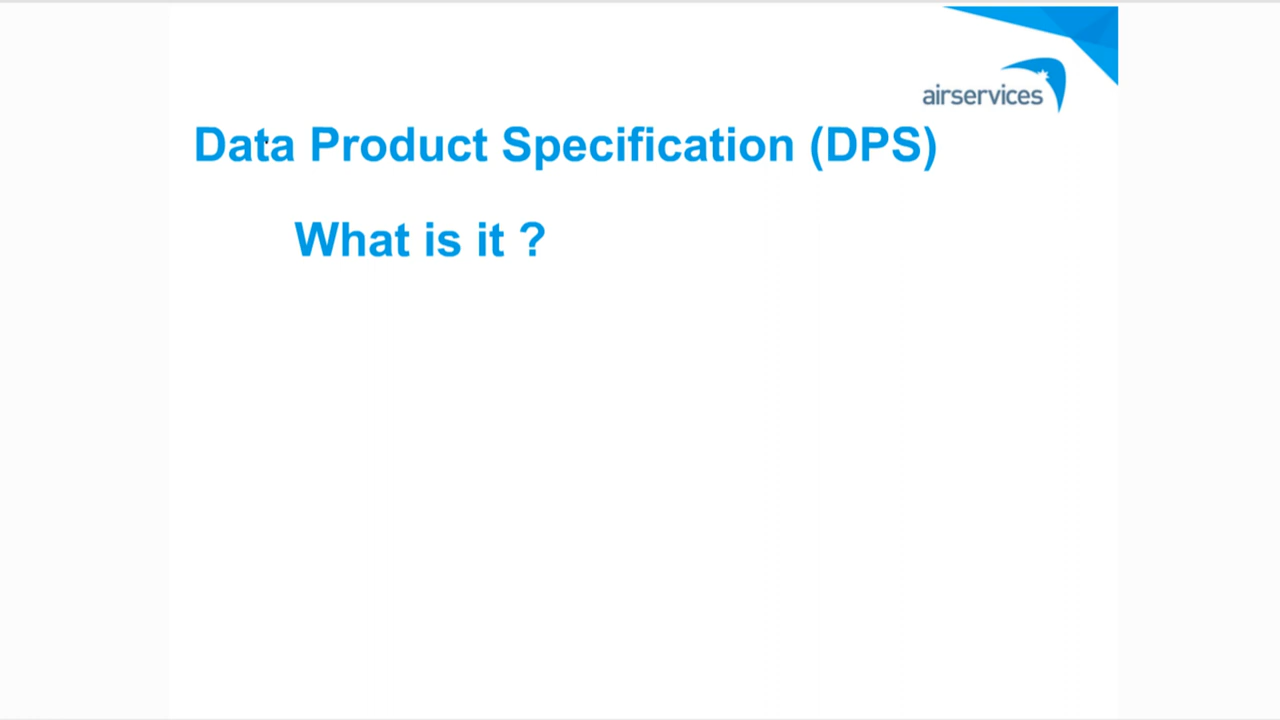 airservices
Data Product Specification (DPS)
What is it ?